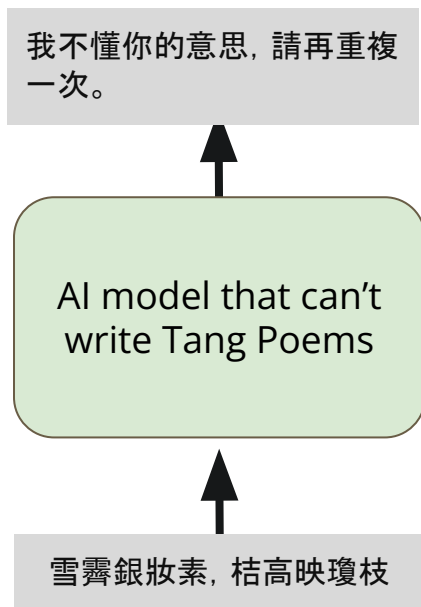 我不懂你的意思, 請再重複
一次。
AI model that can't
write Tang Poems
雪霽銀妝素, 桔高映瓊枝